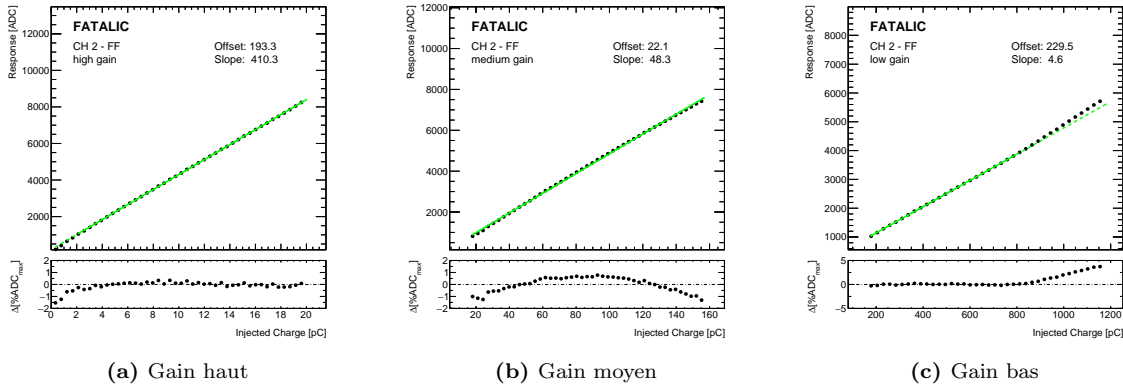 FATALIC
CH 2 - FF
high gain
Offset: 193.3
Slope: 410.3
Response [ADC]
12000
10000
8000
6000
4000
2000
Δ[%ADCmax]
2
1
0
−1
−2
0 2 4 6 8 10 12 14 16 18 20
Injected Charge [pC]
(a) Gain haut
FATALIC
CH 2 - FF
medium gain
Offset: 22.1
Slope: 48.3
Response [ADC]
12000
10000
8000
6000
4000
2000
Δ[%ADCmax]
2
1
0
−1
−2
20 40 60 80 100 120 140 160
Injected Charge [pC]
(b) Gain moyen
FATALIC
CH 2 - FF
low gain
Offset: 229.5
Slope: 4.6
Response [ADC]
9000
8000
7000
6000
5000
4000
3000
2000
1000
Δ[%ADCmax]
5
0
−5
200 400 600 800 1000 1200
Injected Charge [pC]
(c) Gain bas